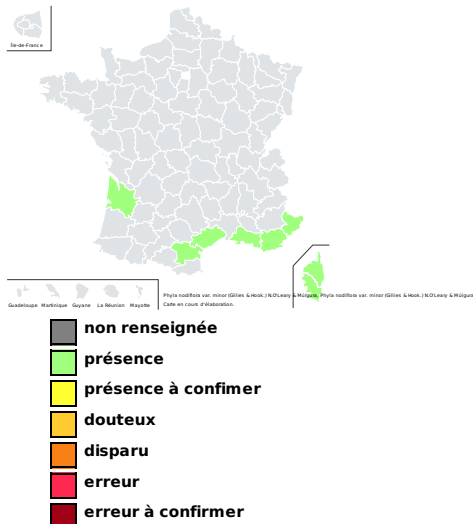 Île-de-France
Guadeloupe Martinique Guyane La Réunion Mayotte
Phyla nodiflora var. minor (Gillies & Hook.) N.O'Leary & Múlgura, Phyla nodiflora var. minor (Gillies & Hook.) N.O'Leary & Múlgura
Carte en cours d'élaboration.
non renseignée
présence
présence à confimer
douteux
disparu
erreur
erreur à confirmer